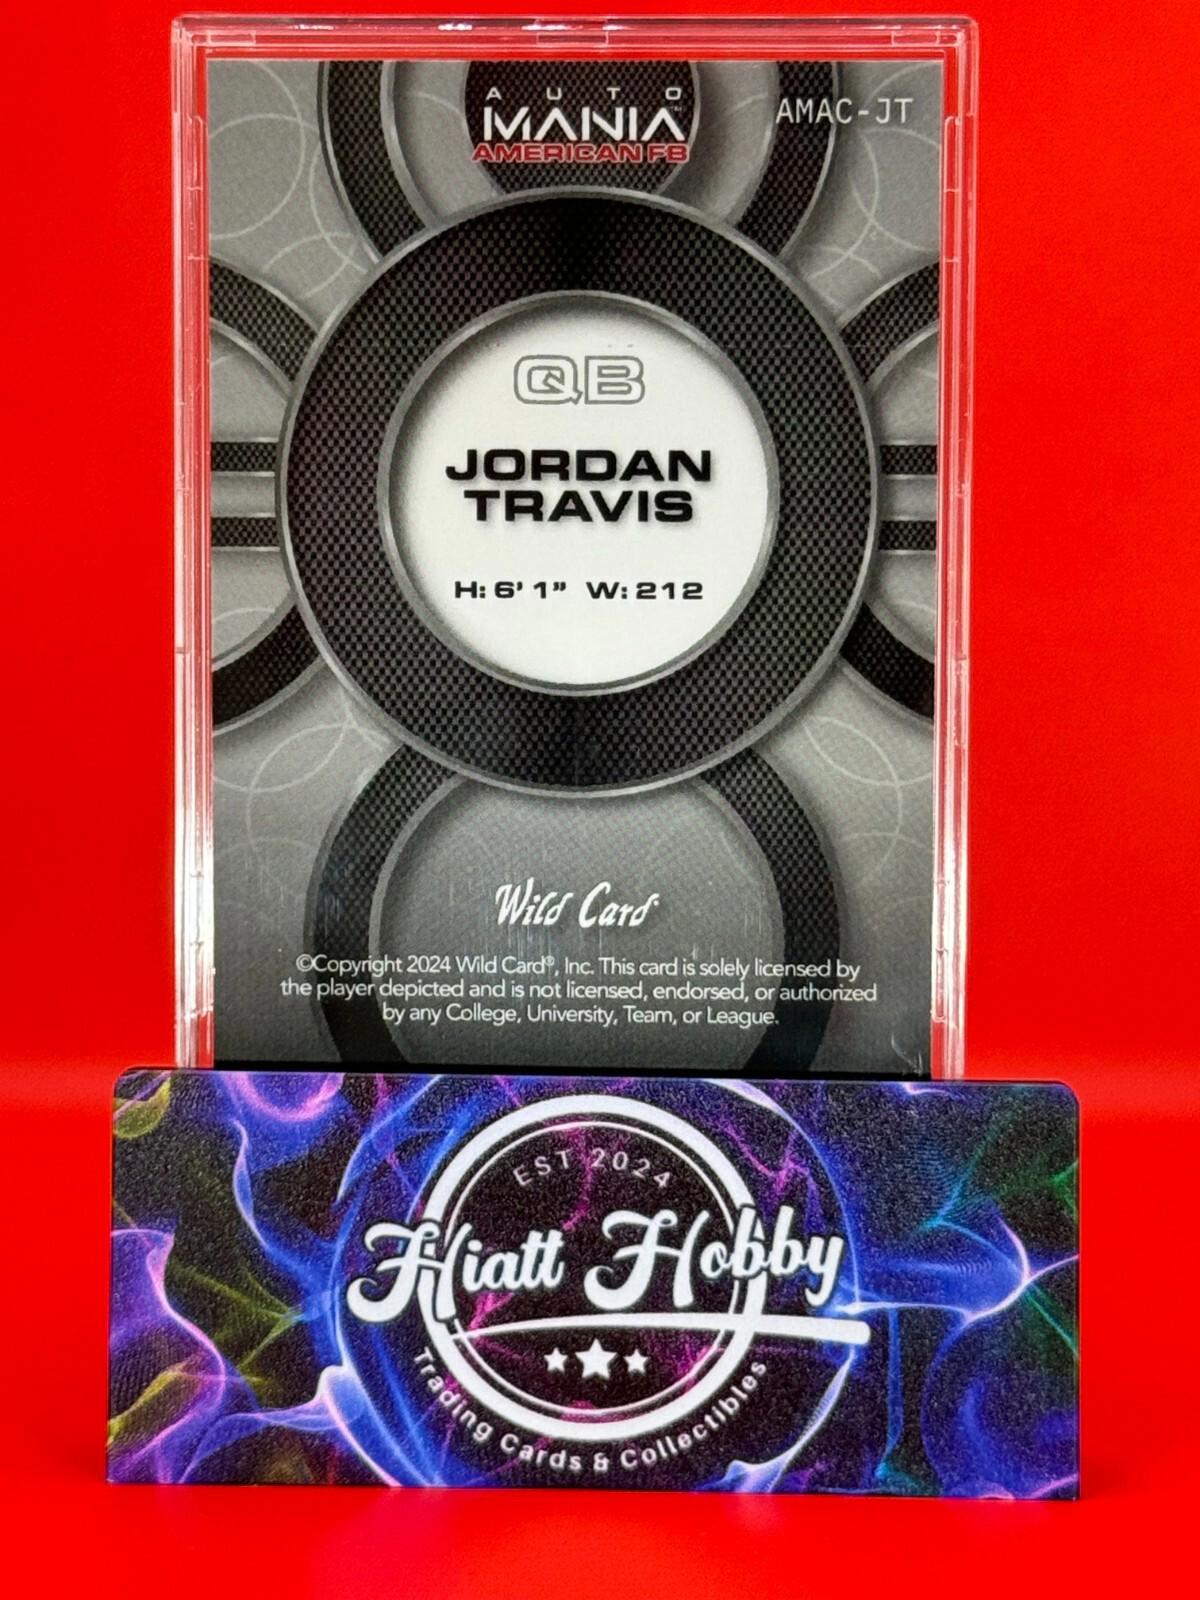 AUTO
MANIA™
AMERICAN FB
AMAC-JT
QB
JORDAN
TRAVIS
H: 6' 1" W: 212
Wild Card
©Copyright 2024 Wild Card®, Inc. This card is solely licensed by
the player depicted and is not licensed, endorsed, or authorized
by any College, University, Team, or League.
EST 2024
Hiatt Hobby
Trading Cards & Collectibles